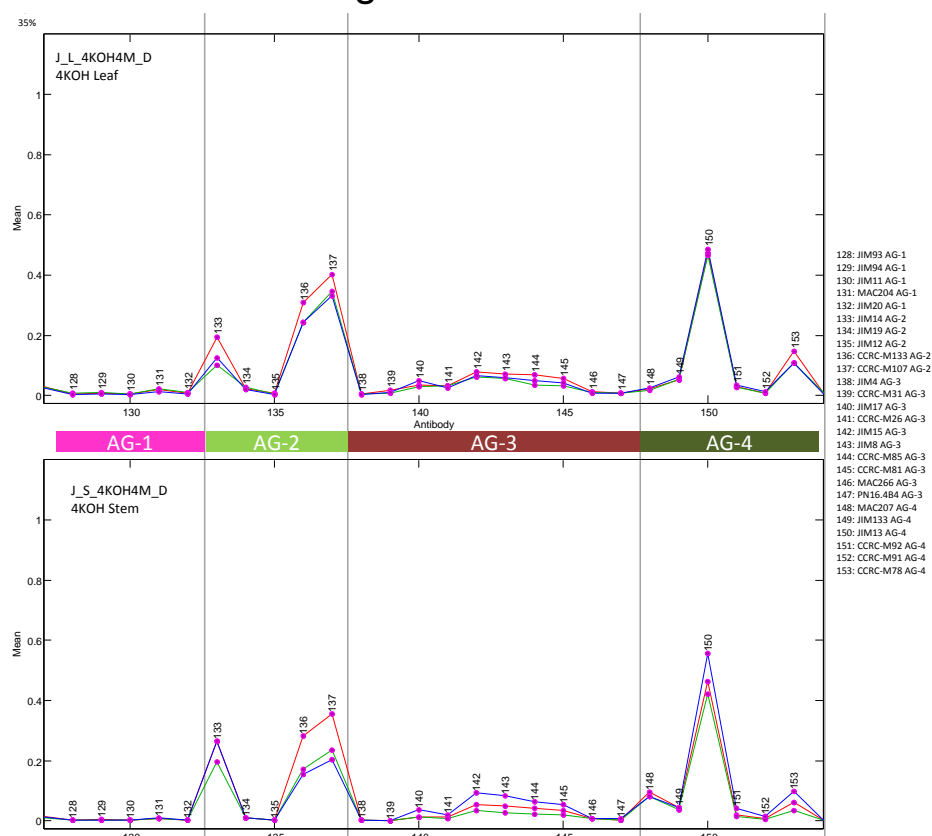 35%
J_L_4KOH4M_D
4KOH Leaf
1
0.8
0.6
0.4
0.2
0
Mean
128
129
130
131
132
133
134
135
136
137
138
139
140
141
142
143
144
145
146
147
148
149
150
151
152
153
130
135
140
145
150
Antibody
AG-1
AG-2
AG-3
AG-4
J_S_4KOH4M_D
4KOH Stem
1
0.8
0.6
0.4
0.2
0
Mean
128
129
130
131
132
133
134
135
136
137
138
139
140
141
142
143
144
145
146
147
148
149
150
151
152
153
128: JIM93 AG-1
129: JIM94 AG-1
130: JIM11 AG-1
131: MAC204 AG-1
132: JIM20 AG-1
133: JIM14 AG-2
134: JIM19 AG-2
135: JIM12 AG-2
136: CCRC-M133 AG-2
137: CCRC-M107 AG-2
138: JIM4 AG-3
139: CCRC-M31 AG-3
140: JIM17 AG-3
141: CCRC-M26 AG-3
142: JIM15 AG-3
143: JIM8 AG-3
144: CCRC-M85 AG-3
145: CCRC-M81 AG-3
146: MAC266 AG-3
147: PN16.4B4 AG-3
148: MAC207 AG-4
149: JIM133 AG-4
150: JIM13 AG-4
151: CCRC-M92 AG-4
152: CCRC-M91 AG-4
153: CCRC-M78 AG-4